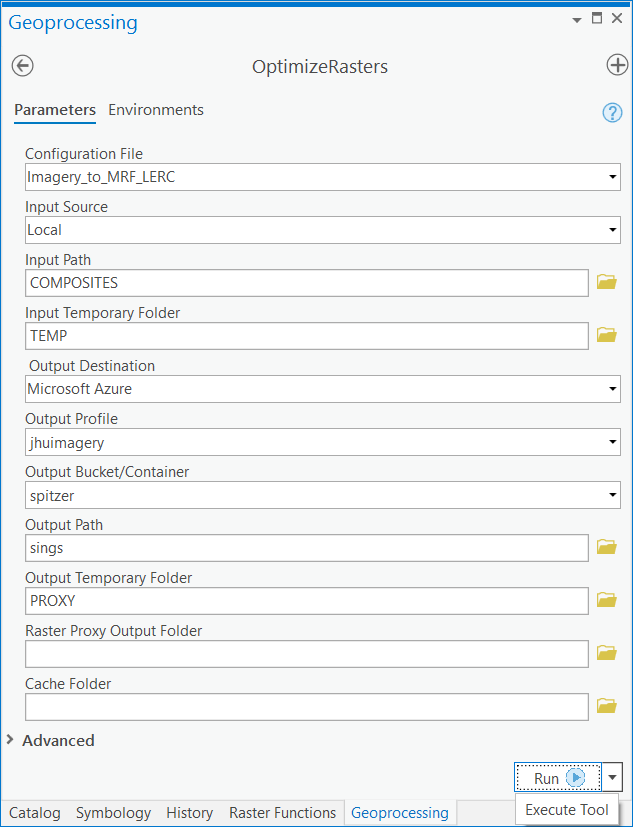 Geoprocessing
OptimizeRasters
Parameters Environments
?
Configuration File
Imagery_to_MRF_LERC
Input Source
Local
Input Path
COMPOSITES
Input Temporary Folder
TEMP
Output Destination
Microsoft Azure
Output Profile
jhuimagery
Output Bucket/Container
spitzer
Output Path
sings
Output Temporary Folder
PROXY
Raster Proxy Output Folder
Cache Folder
Advanced
Run
Execute Tool
Catalog Symbology History Raster Functions Geoprocessing